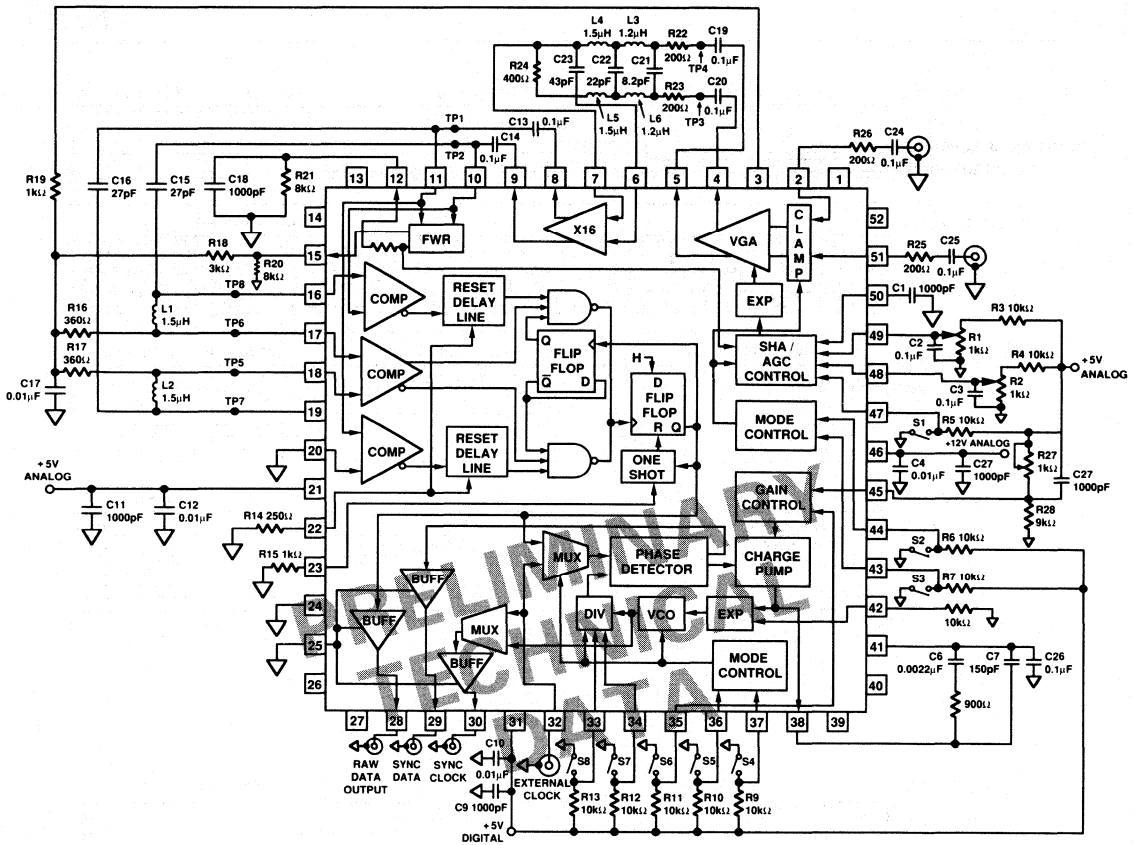 L4
1.5μH
L3
1.2μH
R22
200Ω
C19
0.1μF
TP4
R24
400Ω
C23
43pF
C22
22pF
C21
8.2pF
R23
200Ω
C20
0.1μF
TP3
L5
1.5μH
L6
1.2μH
TP1
TP2
C13
0.1μF
C14
0.1μF
R26
200Ω
C24
0.1μF
R19
1kΩ
C16
27pF
C15
27pF
C18
1000pF
R21
8kΩ
13
12
11
10
9
8
7
6
5
4
3
2
1
14
15
16
17
18
19
20
21
22
23
24
25
26
52
51
50
49
48
47
46
45
44
43
42
41
40
27
28
29
30
31
32
33
34
35
36
37
38
39
R18
3kΩ
R20
8kΩ
TP8
L1
1.5μH
R16
360Ω
TP6
R17
360Ω
TP5
L2
1.5μH
TP7
C17
0.01μF
+5V
ANALOG
C11
1000pF
C12
0.01μF
R14 250Ω
R15 1kΩ
FWR
X16
VGA
CLAMP
EXP
COMP
RESET
DELAY
LINE
COMP
COMP
RESET
DELAY
LINE
Q
FLIP
FLOP
Q̅
D
H
D
FLIP
FLOP
R Q
ONE
SHOT
SHA /
AGC
CONTROL
MODE
CONTROL
GAIN
CONTROL
MUX
PHASE
DETECTOR
CHARGE
PUMP
BUFF
BUFF
MUX
BUFF
DIV
VCO
EXP
MODE
CONTROL
PRELIMINARY
TECHNICAL
DATA
R25
200Ω
C25
0.1μF
C1
1000pF
R3 10kΩ
C2
0.1μF
R1
1kΩ
R4 10kΩ
+5V
ANALOG
C3
0.1μF
R2
1kΩ
S1
R5 10kΩ
+12V ANALOG
C4
0.01μF
C27
1000pF
R27
1kΩ
C27
1000pF
R28
9kΩ
S2
R6 10kΩ
S3
R7 10kΩ
10kΩ
C6
0.0022μF
C7
150pF
C26
0.1μF
900Ω
RAW
DATA
OUTPUT
SYNC
DATA
SYNC
CLOCK
C10
0.01μF
C9 1000pF
EXTERNAL
CLOCK
+5V
DIGITAL
S8
S7
S6
S5
S4
R13
10kΩ
R12
10kΩ
R11
10kΩ
R10
10kΩ
R9
10kΩ